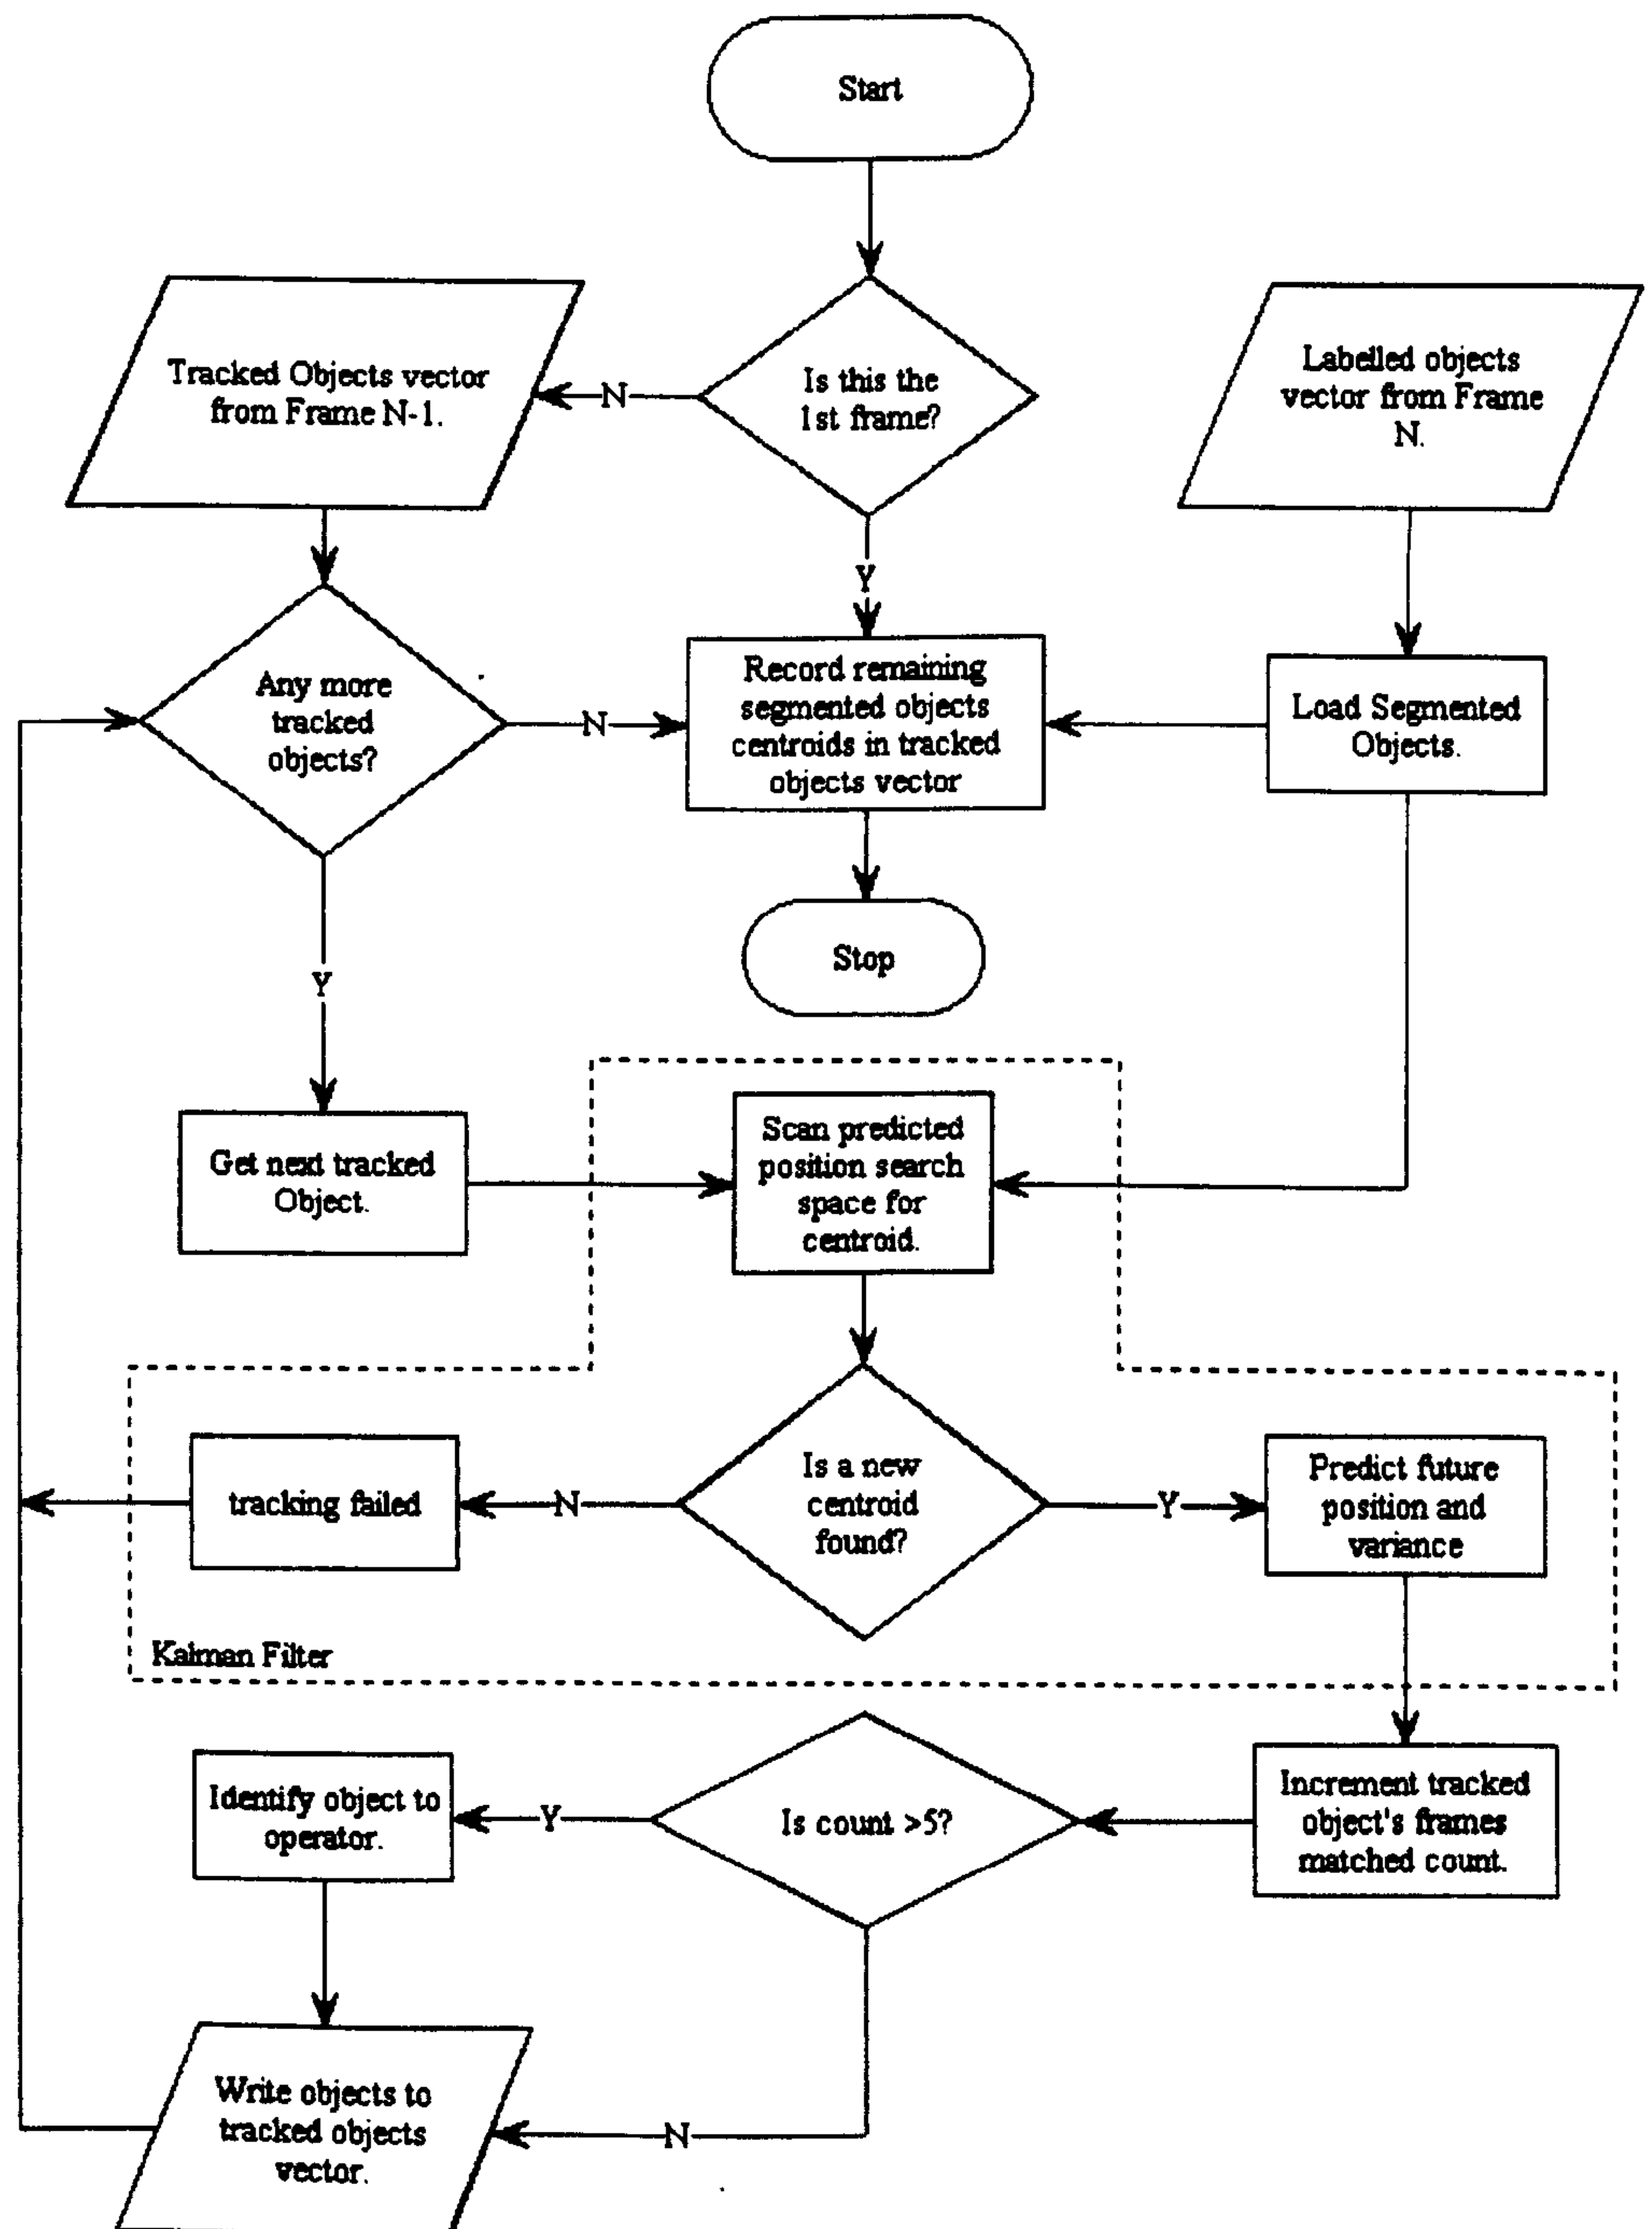 Start
Is this the
1st frame?
N
Y
Tracked Objects vector
from Frame N-1.
Labelled objects
vector from Frame
N.
Any more
tracked
objects?
N
Y
Record remaining
segmented objects
centroids in tracked
objects vector
Load Segmented
Objects.
Stop
Get next tracked
Object.
Scan predicted
position search
space for
centroid.
tracking failed
N
Is a new
centroid
found?
Y
Predict future
position and
variance
Kalman Filter
Identify object to
operator.
Y
Is count >5?
Increment tracked
object's frames
matched count.
Write objects to
tracked objects
vector.
N